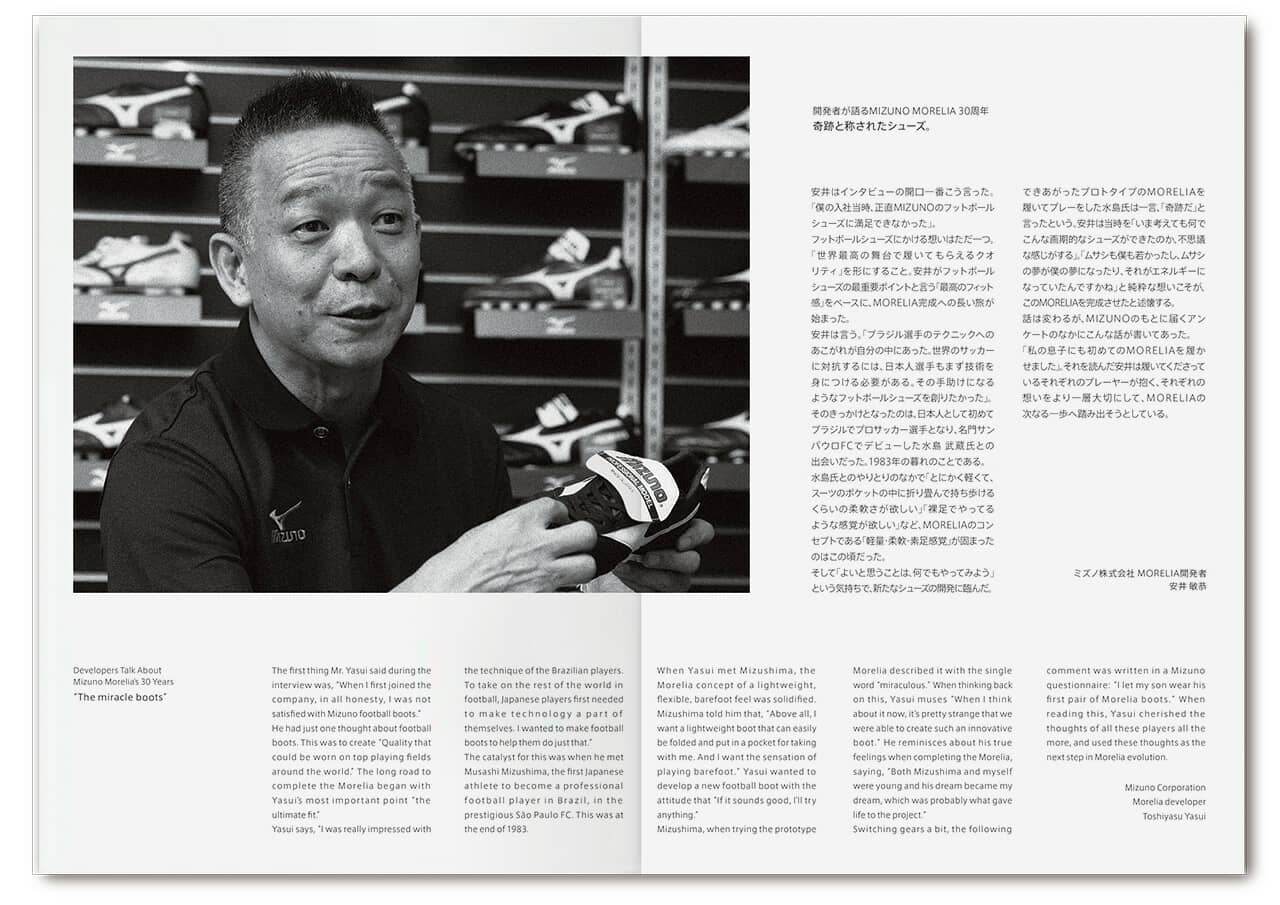 開発者が語るMIZUNO MORELIA 30周年
奇跡と称されたシューズ。
安井はインタビューの開口一番こう言った。
「僕の入社当時、正直MIZUNOのフットボール
シューズに満足できなかった」。
フットボールシューズにかける想いはただ一つ。
「世界最高の舞台で履いてもらえるクオ
リティ」を形にすること。安井がフットボール
シューズの最重要ポイントと言う「最高のフィット
感」をベースに、MORELIA完成への長い旅が
始まった。
安井は言う。「ブラジル選手のテクニックへの
あこがれが自分の中にあった。世界のサッカー
に対抗するには、日本人選手もまず技術を
身につける必要がある。その手助けになる
ようなフットボールシューズを創りたかった」。
そのきっかけとなったのは、日本人として初めて
ブラジルでプロサッカー選手となり、名門サン
パウロFCでデビューした水島 武蔵氏との
出会いだった。1983年の暮れのことである。
水島氏とのやりとりのなかで「とにかく軽くて、
スーツのポケットの中に折り畳んで持ち歩ける
くらいの柔軟さが欲しい」「裸足でやってる
ような感覚が欲しい」など、MORELIAのコン
セプトである「軽量・柔軟・素足感覚」が固まった
のはこの頃だった。
そして「よいと思うことは、何でもやってみよう」
という気持ちで、新たなシューズの開発に臨んだ。
できあがったプロトタイプのMORELIAを
履いてプレーをした水島氏は一言、「奇跡だ」と
言ったという。安井は当時を「いま考えても何で
こんな画期的なシューズができたのか、不思議
な感じがする」。「ムサシも僕も若かったし、ムサシ
の夢が僕の夢になったり、それがエネルギーに
なっていたんですかね」と純粋な想いこそが、
このMORELIAを完成させたと述懐する。
話は変わるが、MIZUNOのもとに届くアン
ケートのなかにこんな話が書いてあった。
「私の息子にも初めてのMORELIAを履か
せました」。それを読んだ安井は履いてくださって
いるそれぞれのプレーヤーが抱く、それぞれの
想いをより一層大切にして、MORELIAの
次なる一歩へ踏み出そうとしている。
ミズノ株式会社 MORELIA開発者
安井 敏恭
MIZUNO
MIZUNO
PROFESSIONAL MODEL
Developers Talk About
Mizuno Morelia's 30 Years
"The miracle boots"
The first thing Mr. Yasui said during the
interview was, "When I first joined the
company, in all honesty, I was not
satisfied with Mizuno football boots."
He had just one thought about football
boots. This was to create "Quality that
could be worn on top playing fields
around the world." The long road to
complete the Morelia began with
Yasui's most important point "the
ultimate fit."
Yasui says, "I was really impressed with
the technique of the Brazilian players.
To take on the rest of the world in
football, Japanese players first needed
to make technology a part of
themselves. I wanted to make football
boots to help them do just that."
The catalyst for this was when he met
Musashi Mizushima, the first Japanese
athlete to become a professional
football player in Brazil, in the
prestigious São Paulo FC. This was at
the end of 1983.
When Yasui met Mizushima, the
Morelia concept of a lightweight,
flexible, barefoot feel was solidified.
Mizushima told him that, "Above all, I
want a lightweight boot that can easily
be folded and put in a pocket for taking
with me. And I want the sensation of
playing barefoot." Yasui wanted to
develop a new football boot with the
attitude that "If it sounds good, I'll try
anything."
Mizushima, when trying the prototype
Morelia described it with the single
word "miraculous." When thinking back
on this, Yasui muses "When I think
about it now, it's pretty strange that we
were able to create such an innovative
boot." He reminisces about his true
feelings when completing the Morelia,
saying, "Both Mizushima and myself
were young and his dream became my
dream, which was probably what gave
life to the project."
Switching gears a bit, the following
comment was written in a Mizuno
questionnaire: "I let my son wear his
first pair of Morelia boots." When
reading this, Yasui cherished the
thoughts of all these players all the
more, and used these thoughts as the
next step in Morelia evolution.
Mizuno Corporation
Morelia developer
Toshiyasu Yasui